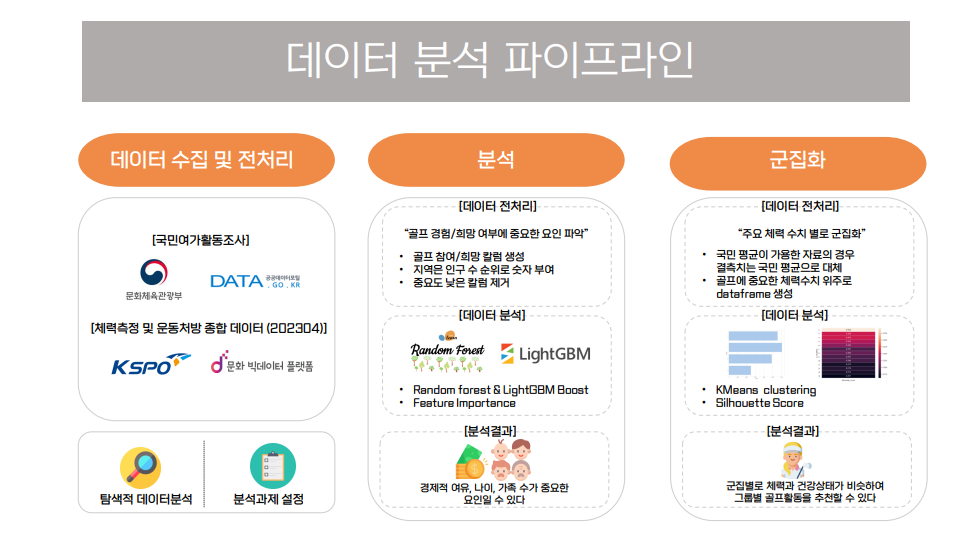 데이터 분석 파이프라인
데이터 수집 및 전처리
[국민여가활동조사]
문화체육관광부
DATA 공공데이터포털
.GO.KR
[체력측정 및 운동처방 종합 데이터 (202304)]
KSPO
문화 빅데이터 플랫폼
탐색적 데이터분석
분석과제 설정
분석
[데이터 전처리]
“골프 경험/희망 여부에 중요한 요인 파악”
• 골프 참여/희망 칼럼 생성
• 지역은 인구 수 순위로 숫자 부여
• 중요도 낮은 칼럼 제거
[데이터 분석]
Random Forest
LightGBM
• Random forest & LightGBM Boost
• Feature Importance
[분석결과]
경제적 여유, 나이, 가족 수가 중요한
요인일 수 있다
군집화
[데이터 전처리]
“주요 체력 수치 별로 군집화”
• 국민 평균이 가용한 자료의 경우
결측치는 국민 평균으로 대체
• 골프에 중요한 체력수치 위주로
dataframe 생성
[데이터 분석]
• KMeans clustering
• Silhouette Score
[분석결과]
군집별로 체력과 건강상태가 비슷하여
그룹별 골프활동을 추천할 수 있다